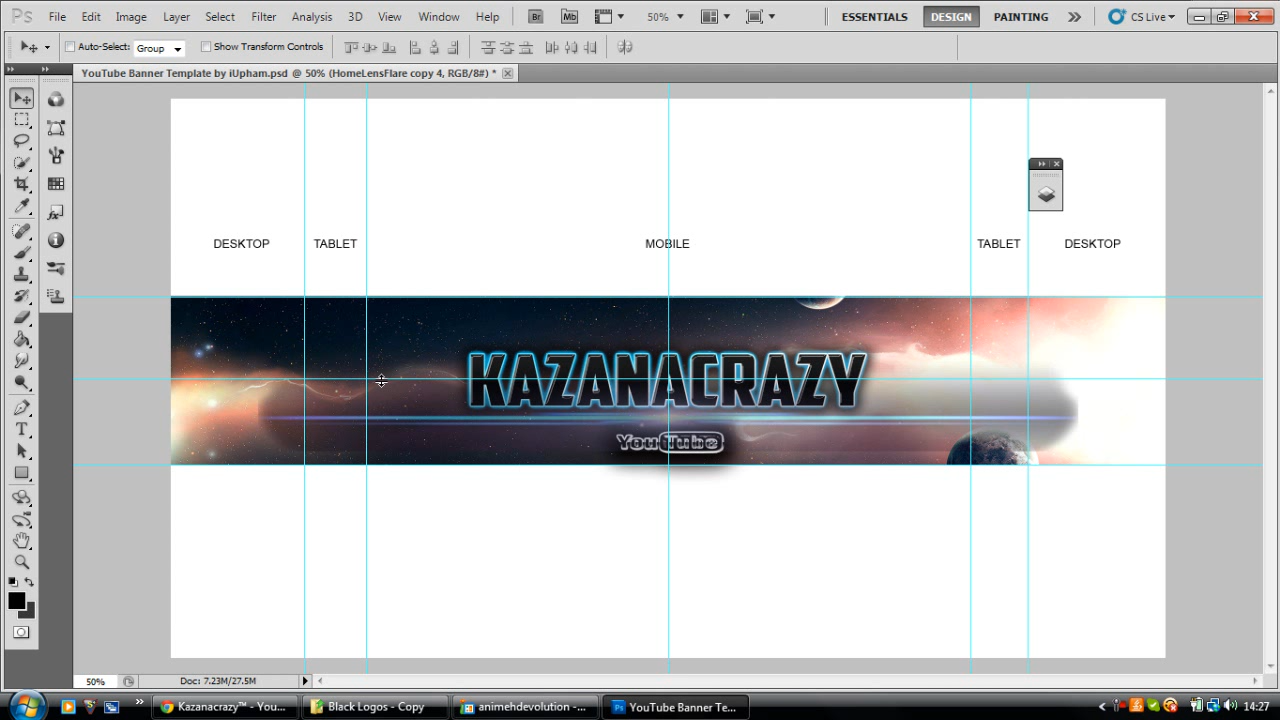 Ps File Edit Image Layer Select Filter Analysis 3D View Window Help Br Mb 50% ESSENTIALS DESIGN PAINTING CS Live
Auto-Select: Group Show Transform Controls
YouTube Banner Template by iUpham.psd @ 50% (HomeLensFlare copy 4, RGB/8#) *
DESKTOP TABLET MOBILE TABLET DESKTOP
KAZANACRAZY
YouTube
50% Doc: 7.23M/27.5M
Kazanacrazy™ - You... Black Logos - Copy animehdevolution -... Ps YouTube Banner Te... 14:27